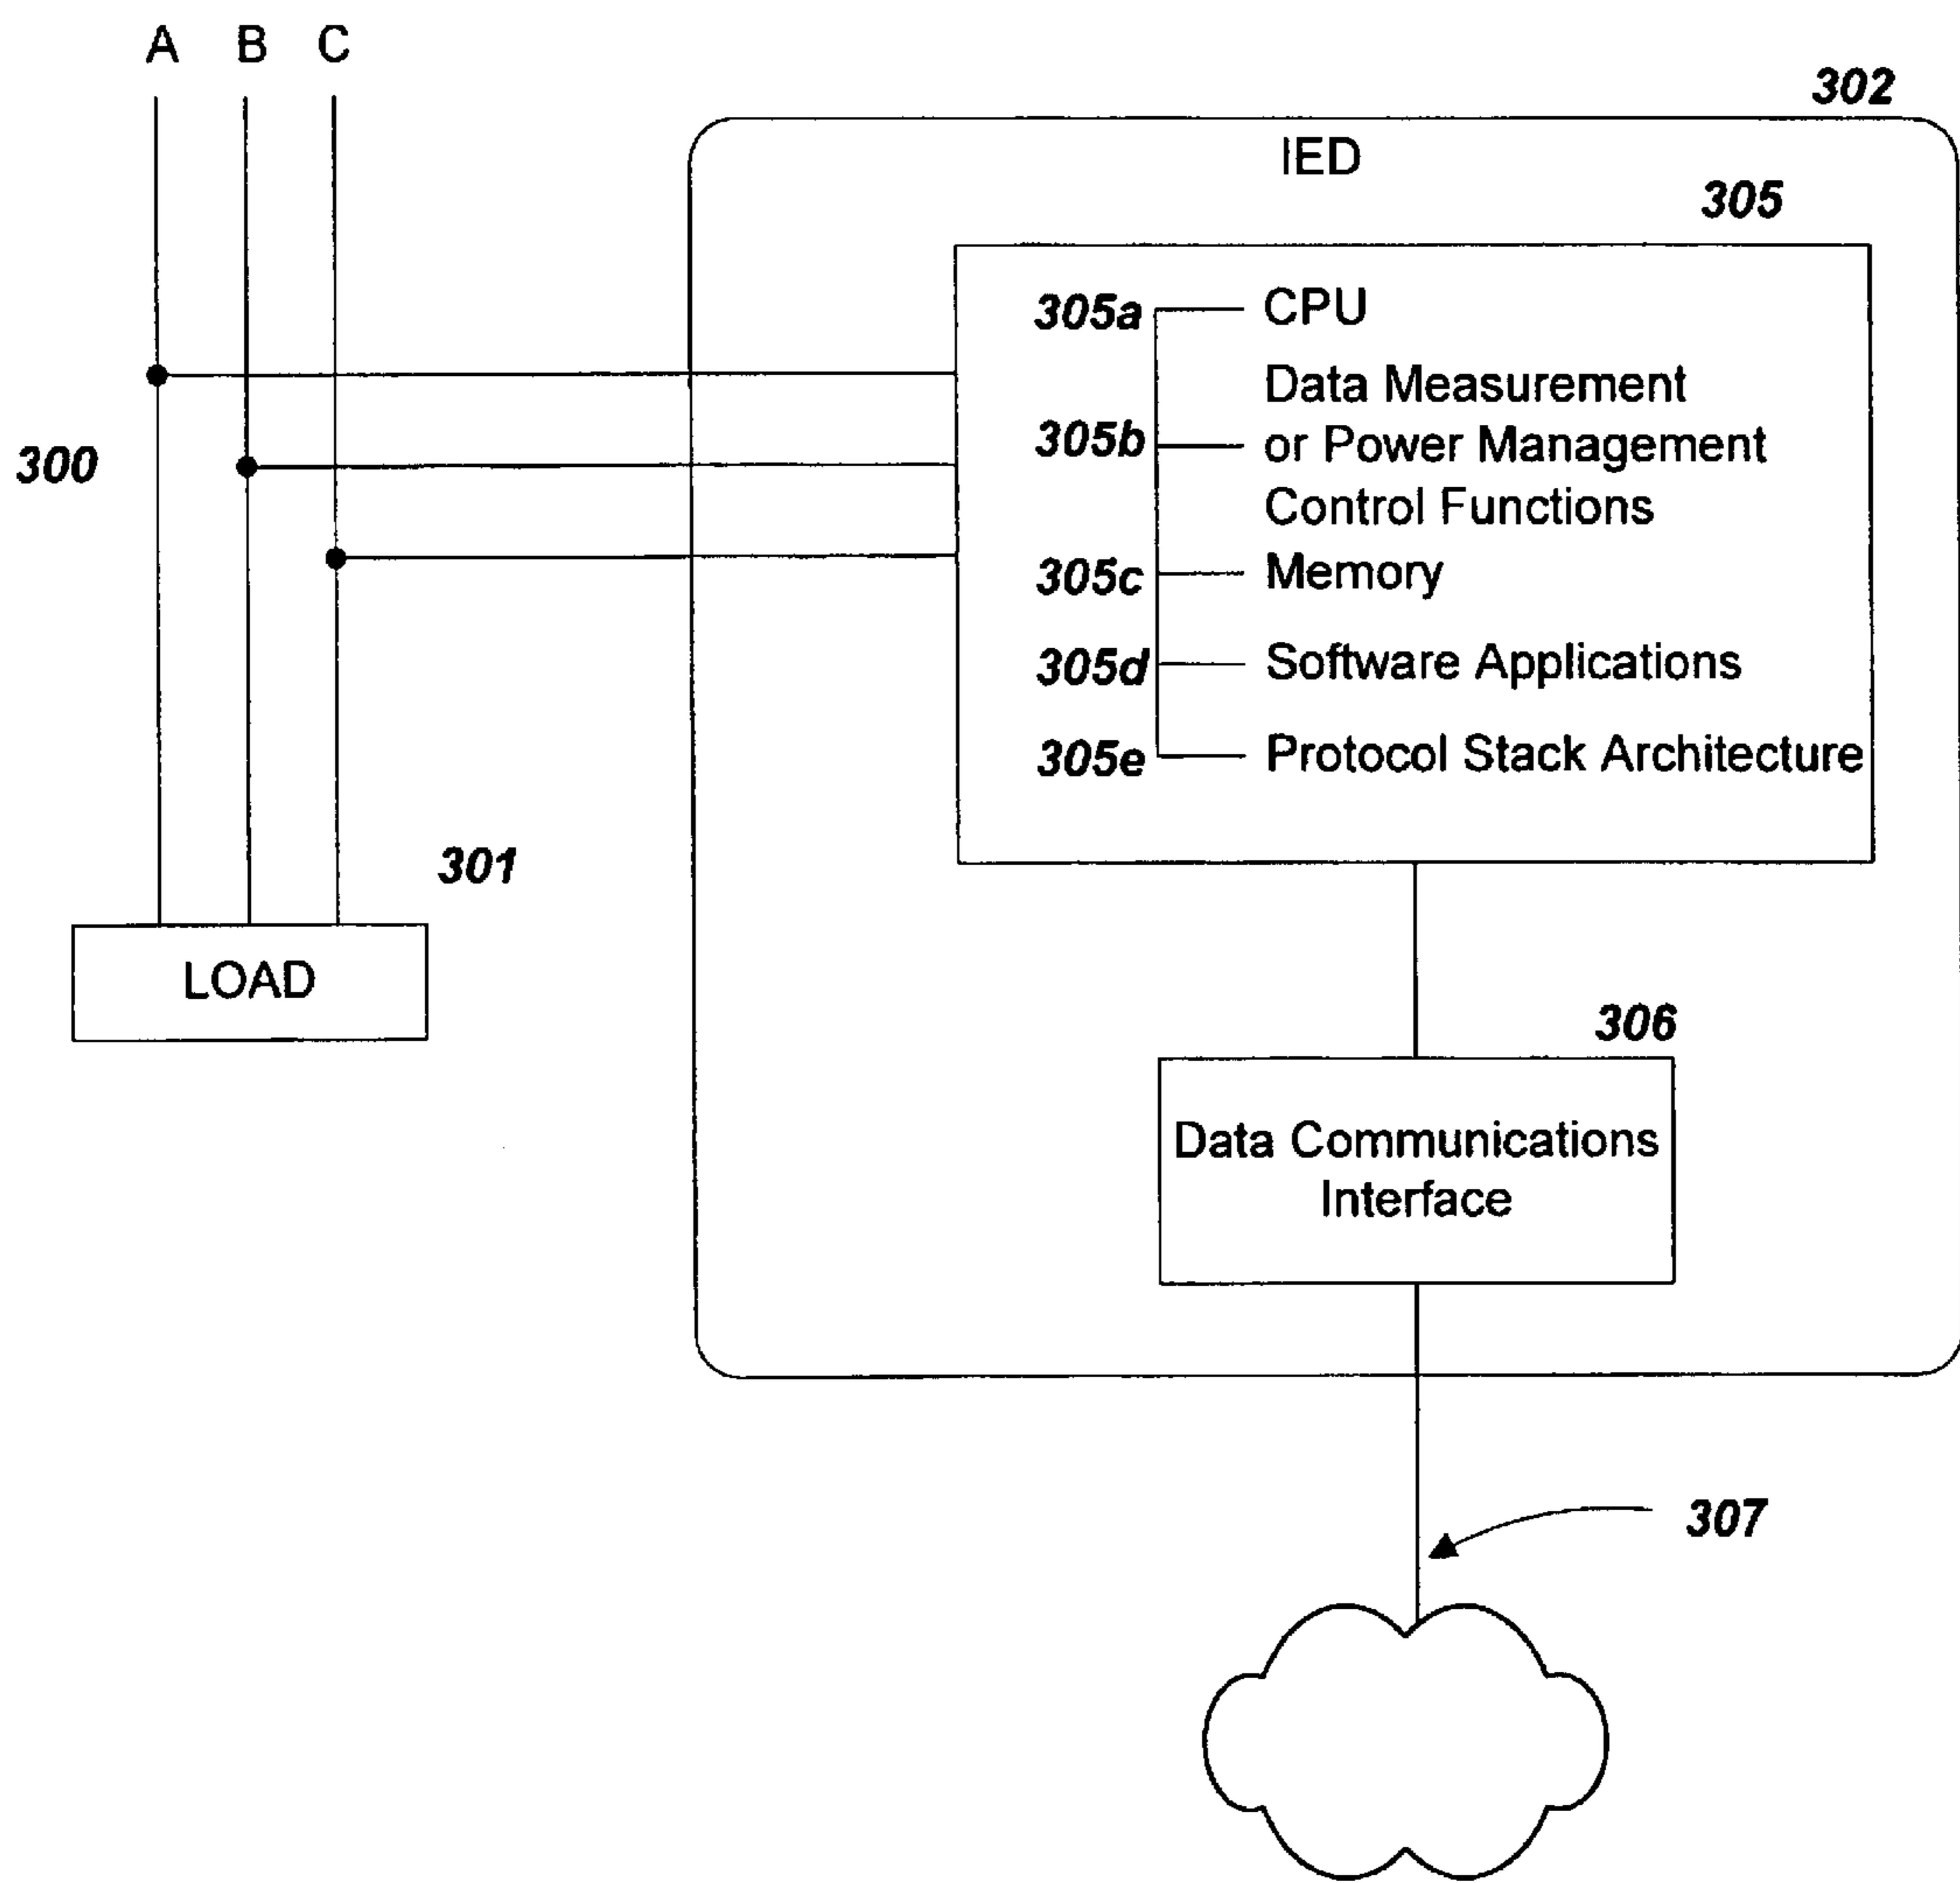 A B C
302
IED
305
305a CPU
Data Measurement
305b or Power Management
Control Functions
300
305c Memory
305d Software Applications
305e Protocol Stack Architecture
301
LOAD
306
Data Communications
Interface
307